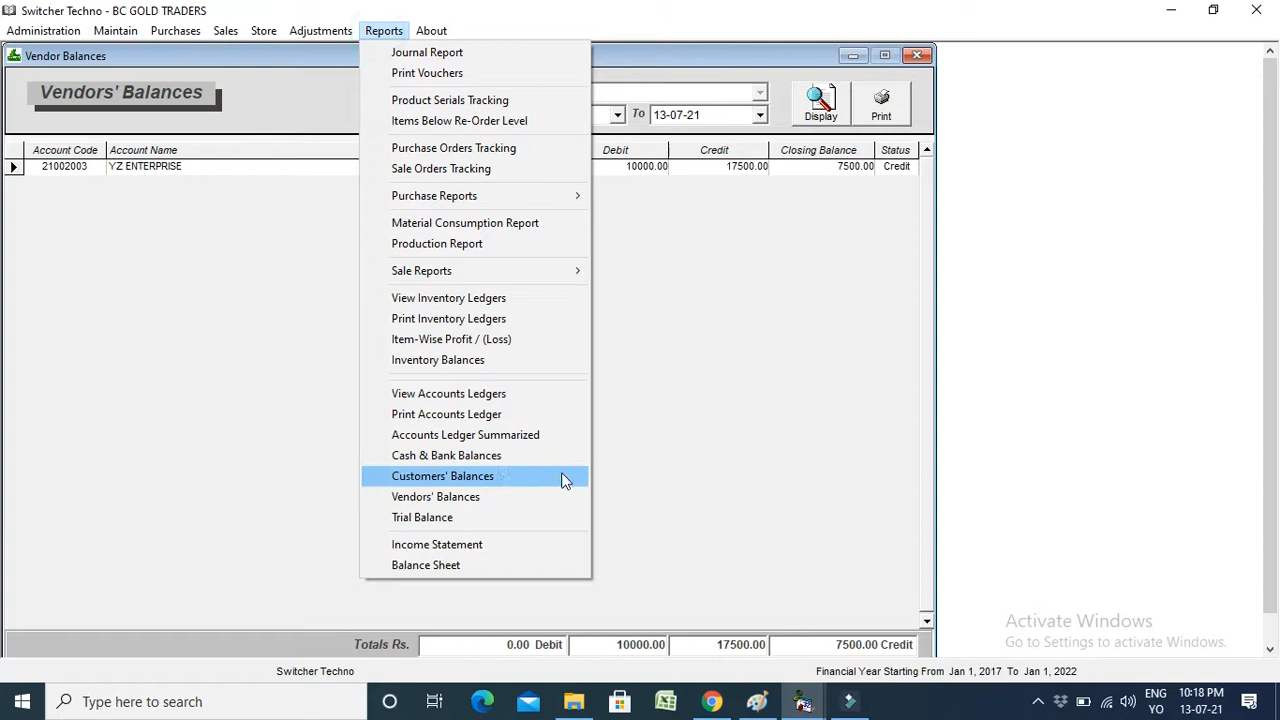 Switcher Techno - BC GOLD TRADERS
Administration Maintain Purchases Sales Store Adjustments Reports About
Vendor Balances
Vendors' Balances
To 13-07-21
Display
Print
Account Code Account Name Debit Credit Closing Balance Status
21002003 YZ ENTERPRISE 10000.00 17500.00 7500.00 Credit
Journal Report
Print Vouchers
Product Serials Tracking
Items Below Re-Order Level
Purchase Orders Tracking
Sale Orders Tracking
Purchase Reports
Material Consumption Report
Production Report
Sale Reports
View Inventory Ledgers
Print Inventory Ledgers
Item-Wise Profit / (Loss)
Inventory Balances
View Accounts Ledgers
Print Accounts Ledger
Accounts Ledger Summarized
Cash & Bank Balances
Customers' Balances
Vendors' Balances
Trial Balance
Income Statement
Balance Sheet
Totals Rs. 0.00 Debit 10000.00 17500.00 7500.00 Credit
Activate Windows
Go to Settings to activate Windows.
Switcher Techno Financial Year Starting From Jan 1, 2017 To Jan 1, 2022
Type here to search
ENG
YO
10:18 PM
13-07-21